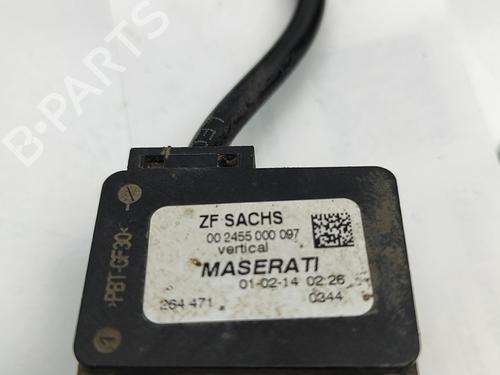 ZF SACHS
00 2455 000 097
vertical
MASERATI
01-02-14 02:26
264 471 0344
>PBT-GF30<
B-PARTS